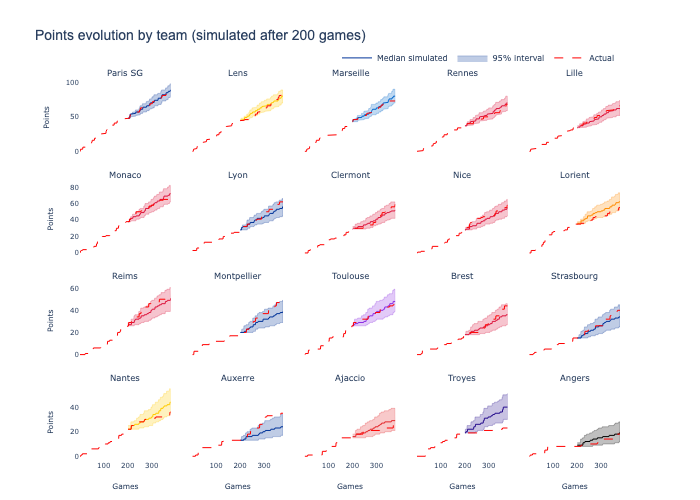 Points evolution by team (simulated after 200 games)
Median simulated 95% interval Actual
Paris SG Lens Marseille Rennes Lille
100
50
0
Points
Monaco Lyon Clermont Nice Lorient
80
60
40
20
0
Points
Reims Montpellier Toulouse Brest Strasbourg
60
40
20
0
Points
Nantes Auxerre Ajaccio Troyes Angers
40
20
0
Points
100 200 300 100 200 300 100 200 300 100 200 300 100 200 300
Games Games Games Games Games